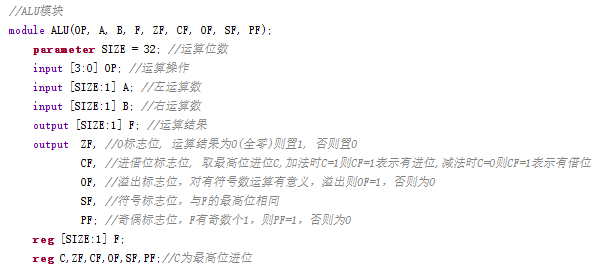 //ALU模块
module ALU(OP, A, B, F, ZF, CF, OF, SF, PF);
parameter SIZE = 32; //运算位数
input [3:0] OP; //运算操作
input [SIZE:1] A; //左运算数
input [SIZE:1] B; //右运算数
output [SIZE:1] F; //运算结果
output ZF, //0标志位, 运算结果为0(全零)则置1, 否则置0
CF, //进借位标志位, 取最高位进位C,加法时C=1则CF=1表示有进位,减法时C=0则CF=1表示有借位
OF, //溢出标志位，对有符号数运算有意义，溢出则OF=1，否则为0
SF, //符号标志位，与F的最高位相同
PF; //奇偶标志位，F有奇数个1，则PF=1，否则为0
reg [SIZE:1] F;
reg C,ZF,CF,OF,SF,PF;//C为最高位进位